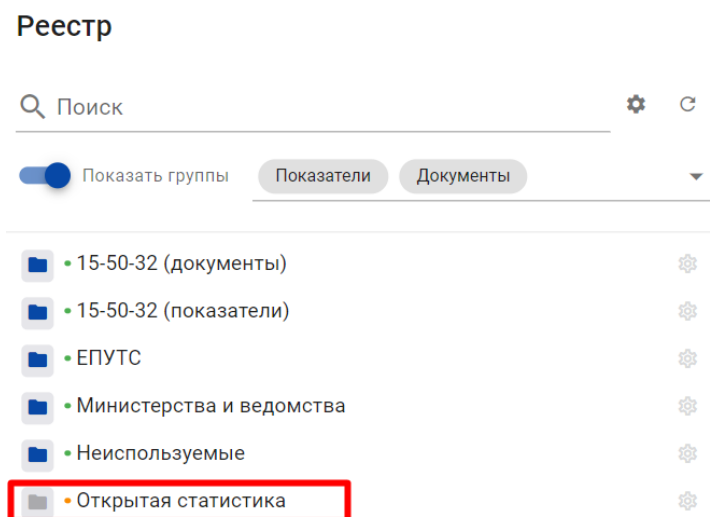 Реестр
Поиск
Показать группы Показатели Документы
15-50-32 (документы)
15-50-32 (показатели)
ЕПУТС
Министерства и ведомства
Неиспользуемые
Открытая статистика